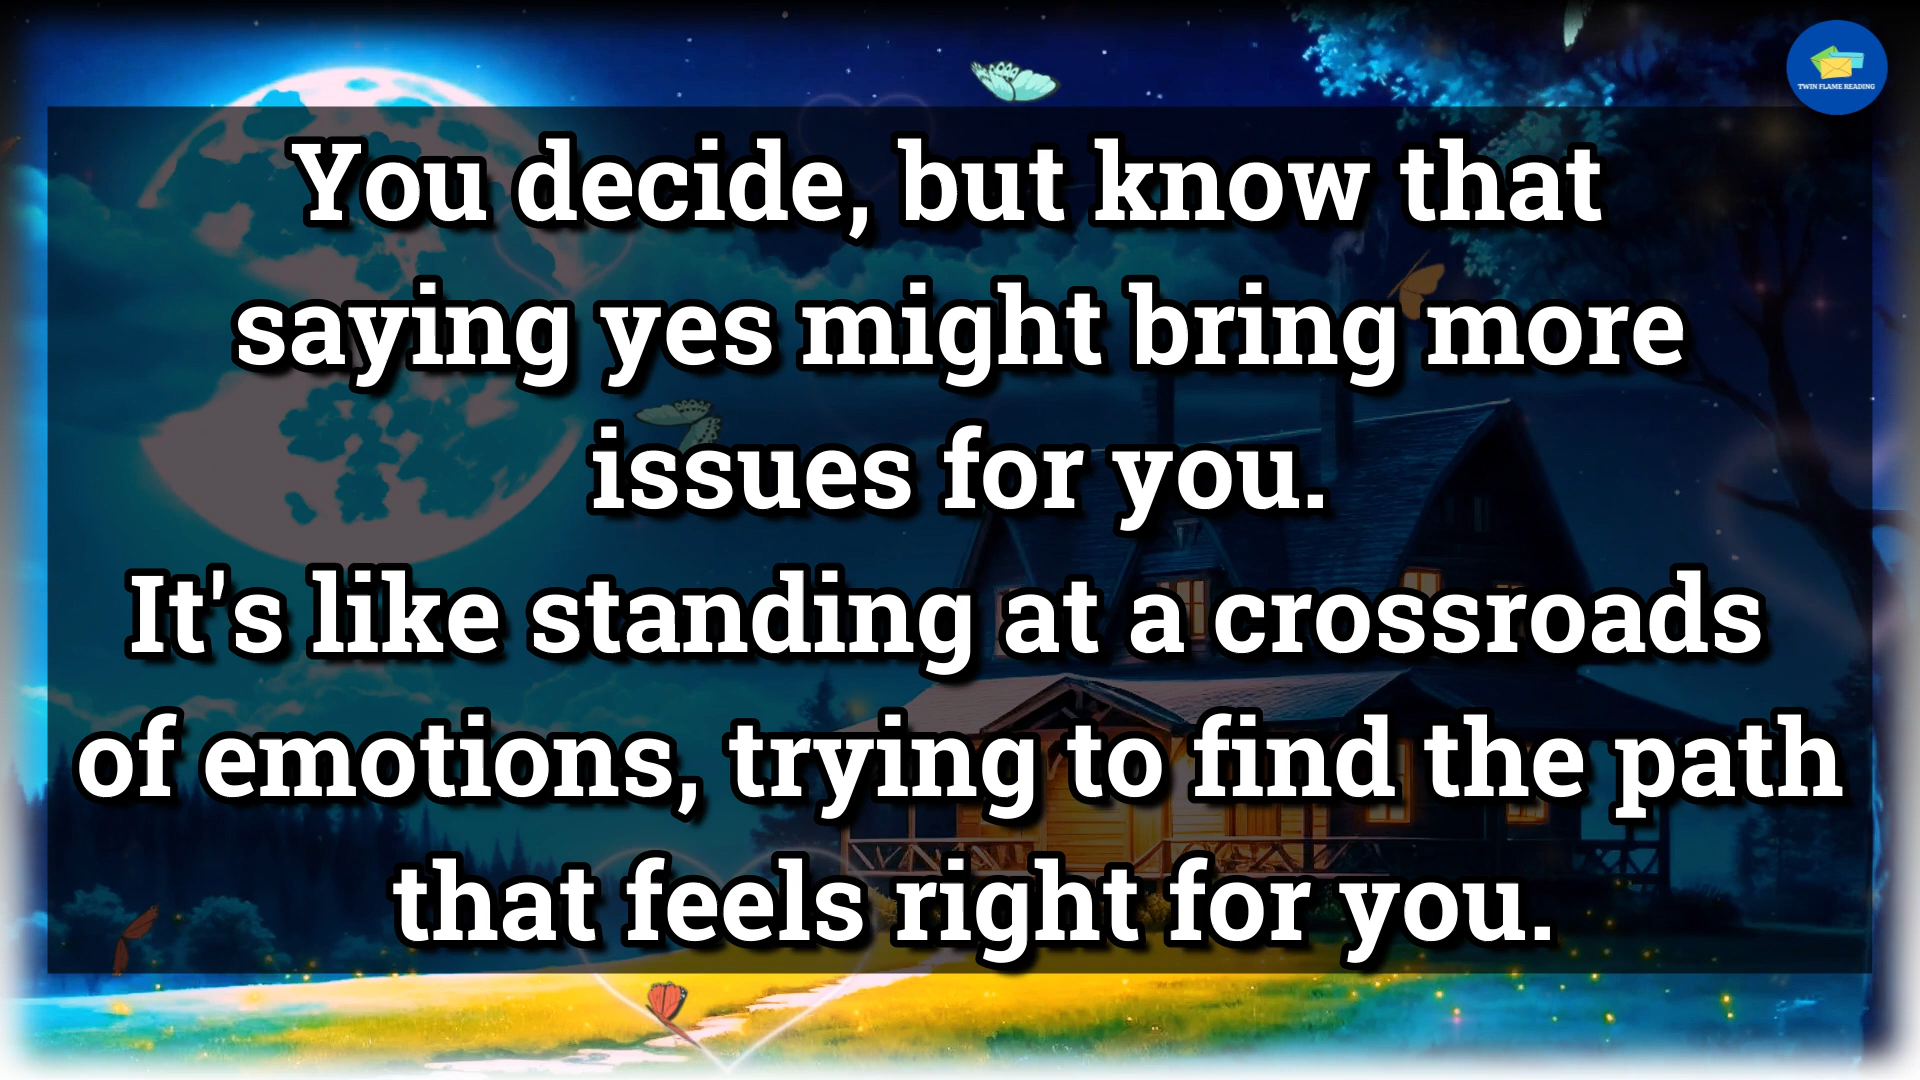 TWIN FLAME READING
You decide, but know that
saying yes might bring more
issues for you.
It's like standing at a crossroads
of emotions, trying to find the path
that feels right for you.